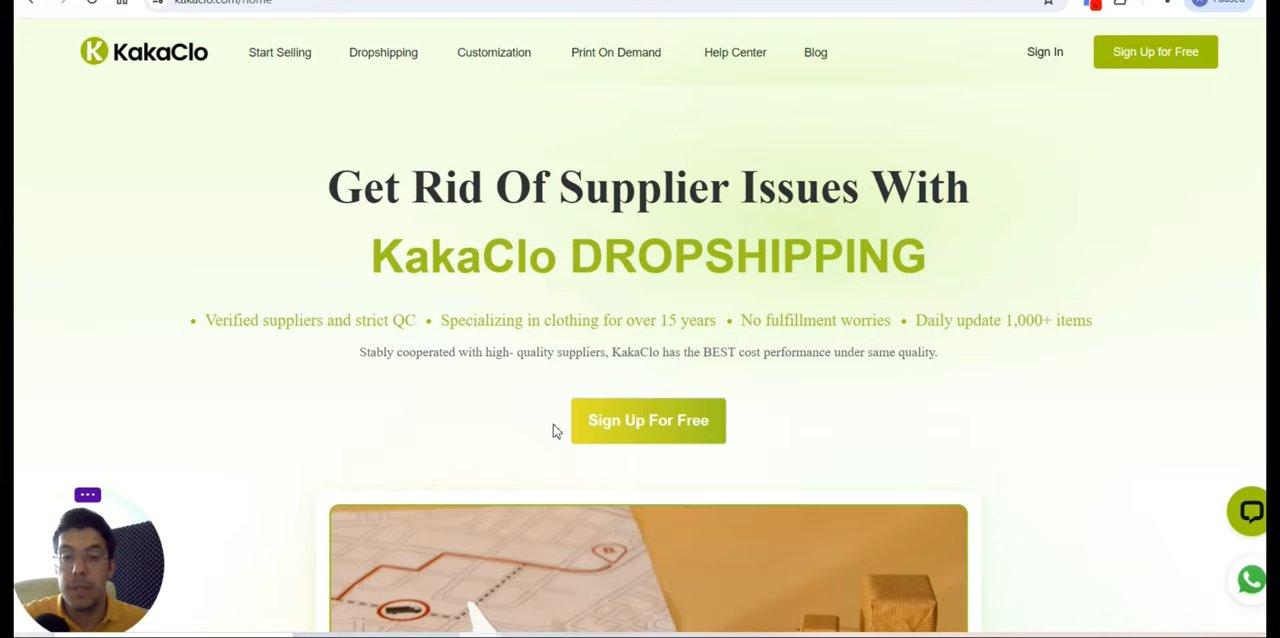 kakaclo.com/home
Paused
KakaClo
Start Selling
Dropshipping
Customization
Print On Demand
Help Center
Blog
Sign In
Sign Up for Free
Get Rid Of Supplier Issues With
KakaClo DROPSHIPPING
• Verified suppliers and strict QC • Specializing in clothing for over 15 years • No fulfillment worries • Daily update 1,000+ items
Stably cooperated with high- quality suppliers, KakaClo has the BEST cost performance under same quality.
Sign Up For Free